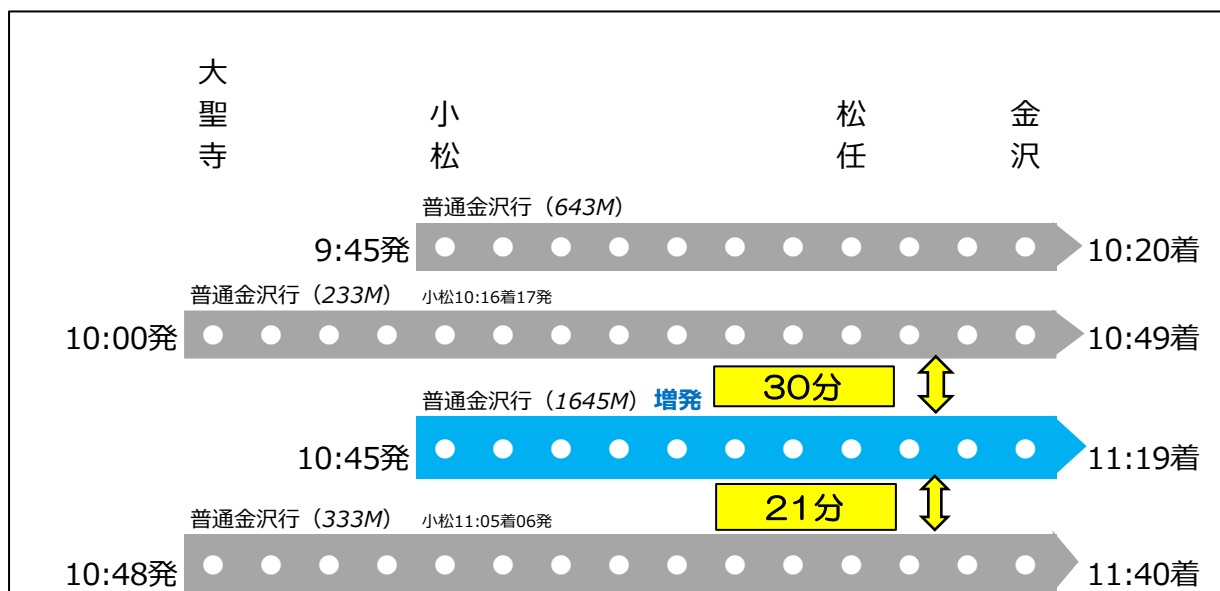 大聖寺
小松
松任
金沢
普通金沢行（643M）
9:45発
10:20着
普通金沢行（233M） 小松10:16着17発
10:00発
10:49着
30分
普通金沢行（1645M） 増発
10:45発
11:19着
21分
普通金沢行（333M） 小松11:05着06発
10:48発
11:40着